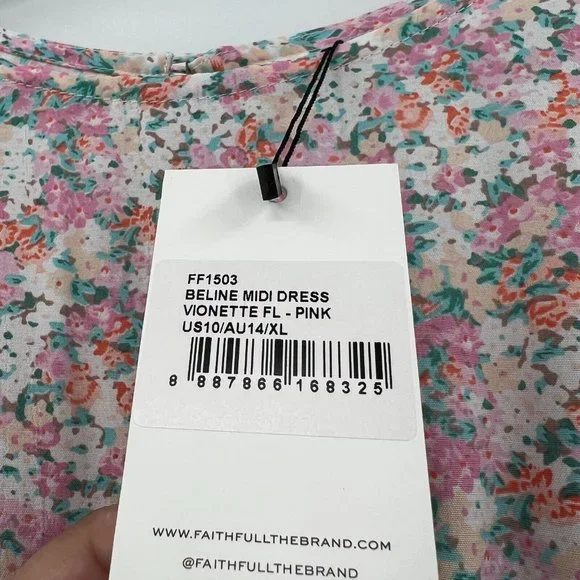 FF1503
BELINE MIDI DRESS
VIONETTE FL - PINK
US10/AU14/XL
8 887866 168325
WWW.FAITHFULLTHEBRAND.COM
@FAITHFULLTHEBRAND